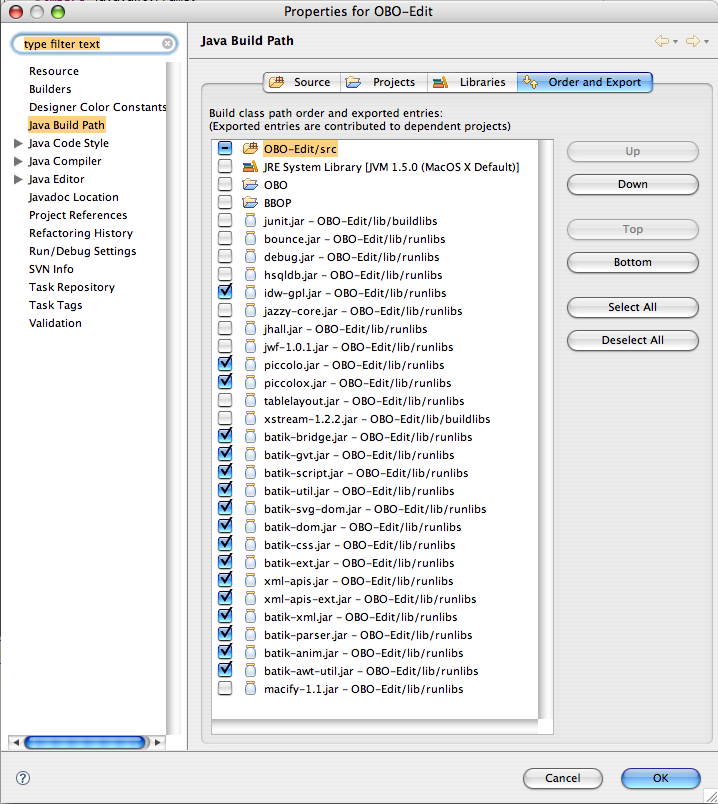 Properties for OBO-Edit
type filter text
Resource
Builders
Designer Color Constants
Java Build Path
Java Code Style
Java Compiler
Java Editor
Javadoc Location
Project References
Refactoring History
Run/Debug Settings
SVN Info
Task Repository
Task Tags
Validation
Java Build Path
Source
Projects
Libraries
Order and Export
Build class path order and exported entries:
(Exported entries are contributed to dependent projects)
OBO-Edit/src
JRE System Library [JVM 1.5.0 (MacOS X Default)]
OBO
BBOP
junit.jar - OBO-Edit/lib/buildlibs
bounce.jar - OBO-Edit/lib/runlibs
debug.jar - OBO-Edit/lib/runlibs
hsqldb.jar - OBO-Edit/lib/runlibs
idw-gpl.jar - OBO-Edit/lib/runlibs
jazzy-core.jar - OBO-Edit/lib/runlibs
jhall.jar - OBO-Edit/lib/runlibs
jwf-1.0.1.jar - OBO-Edit/lib/runlibs
piccolo.jar - OBO-Edit/lib/runlibs
piccolox.jar - OBO-Edit/lib/runlibs
tablelayout.jar - OBO-Edit/lib/runlibs
xstream-1.2.2.jar - OBO-Edit/lib/buildlibs
batik-bridge.jar - OBO-Edit/lib/runlibs
batik-gvt.jar - OBO-Edit/lib/runlibs
batik-script.jar - OBO-Edit/lib/runlibs
batik-util.jar - OBO-Edit/lib/runlibs
batik-svg-dom.jar - OBO-Edit/lib/runlibs
batik-dom.jar - OBO-Edit/lib/runlibs
batik-css.jar - OBO-Edit/lib/runlibs
batik-ext.jar - OBO-Edit/lib/runlibs
xml-apis.jar - OBO-Edit/lib/runlibs
xml-apis-ext.jar - OBO-Edit/lib/runlibs
batik-xml.jar - OBO-Edit/lib/runlibs
batik-parser.jar - OBO-Edit/lib/runlibs
batik-anim.jar - OBO-Edit/lib/runlibs
batik-awt-util.jar - OBO-Edit/lib/runlibs
macify-1.1.jar - OBO-Edit/lib/runlibs
Up
Down
Top
Bottom
Select All
Deselect All
?
Cancel
OK